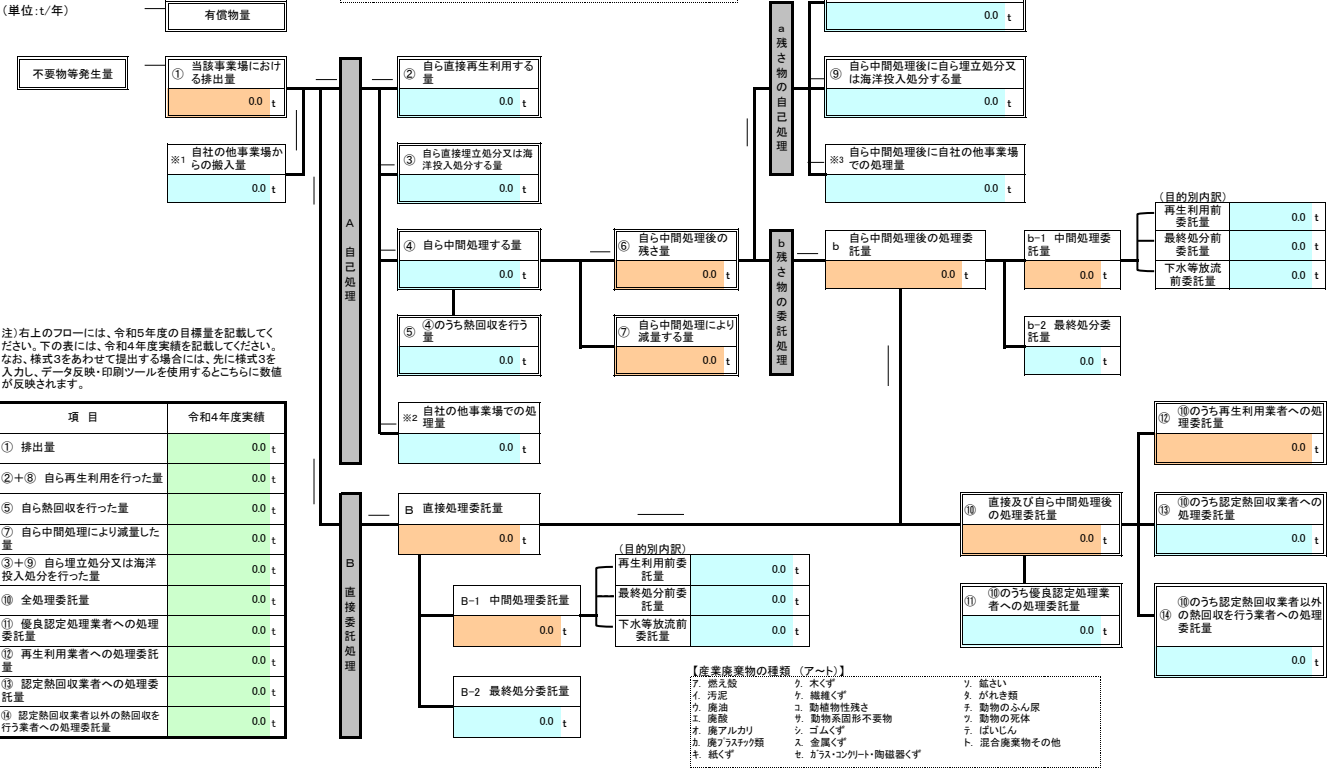 (単位:t/年)
有償物量
不要物等発生量
① 当該事業場におけ
る排出量
0.0 t
※1 自社の他事業場か
らの搬入量
0.0 t
A 自己処理
② 自ら直接再生利用する
量
0.0 t
③ 自ら直接埋立処分又は海
洋投入処分する量
0.0 t
④ 自ら中間処理する量
0.0 t
⑤ ④のうち熱回収を行う
量
0.0 t
※2 自社の他事業場での処
理量
0.0 t
⑥ 自ら中間処理後の
残さ量
0.0 t
⑦ 自ら中間処理により
減量する量
0.0 t
a 残さ物の自己処理
0.0 t
⑨ 自ら中間処理後に自ら埋立処分又
は海洋投入処分する量
0.0 t
※3 自ら中間処理後に自社の他事業場
での処理量
0.0 t
b 残さ物の委託処理
b 自ら中間処理後の処理委
託量
0.0 t
b-1 中間処理委
託量
0.0 t
b-2 最終処分委
託量
0.0 t
(目的別内訳)
再生利用前
委託量
0.0 t
最終処分前
委託量
0.0 t
下水等放流
前委託量
0.0 t
注)右上のフローには、令和5年度の目標量を記載してく
ださい。下の表には、令和4年度実績を記載してください。
なお、様式3をあわせて提出する場合には、先に様式3を
入力し、データ反映・印刷ツールを使用するとこちらに数値
が反映されます。
項 目 令和4年度実績
① 排出量 0.0 t
②+⑧ 自ら再生利用を行った量 0.0 t
⑤ 自ら熱回収を行った量 0.0 t
⑦ 自ら中間処理により減量した
量 0.0 t
③+⑨ 自ら埋立処分又は海洋
投入処分を行った量 0.0 t
⑩ 全処理委託量 0.0 t
⑪ 優良認定処理業者への処理
委託量 0.0 t
⑫ 再生利用業者への処理委託
量 0.0 t
⑬ 認定熱回収業者への処理委
託量 0.0 t
⑭ 認定熱回収業者以外の熱回収を
行う業者への処理委託量 0.0 t
B 直接委託処理
B 直接処理委託量
0.0 t
B-1 中間処理委託量
0.0 t
B-2 最終処分委託量
0.0 t
(目的別内訳)
再生利用前委
託量
0.0 t
最終処分前委
託量
0.0 t
下水等放流前
委託量
0.0 t
⑩ 直接及び自ら中間処理後
の処理委託量
0.0 t
⑪ ⑩のうち優良認定処理業
者への処理委託量
0.0 t
⑫ ⑩のうち再生利用業者への処
理委託量
0.0 t
⑬ ⑩のうち認定熱回収業者への
処理委託量
0.0 t
⑭ ⑩のうち認定熱回収業者以外
の熱回収を行う業者への処理
委託量
0.0 t
【産業廃棄物の種類 (ア~ト)】
ア. 燃え殻 ク. 木くず ソ. 鉱さい
イ. 汚泥 ケ. 繊維くず タ. がれき類
ウ. 廃油 コ. 動植物性残さ チ. 動物のふん尿
エ. 廃酸 サ. 動物系固形不要物 ツ. 動物の死体
オ. 廃アルカリ シ. ゴムくず テ. ばいじん
カ. 廃プラスチック類 ス. 金属くず ト. 混合廃棄物その他
キ. 紙くず セ. ガラス・コンクリート・陶磁器くず